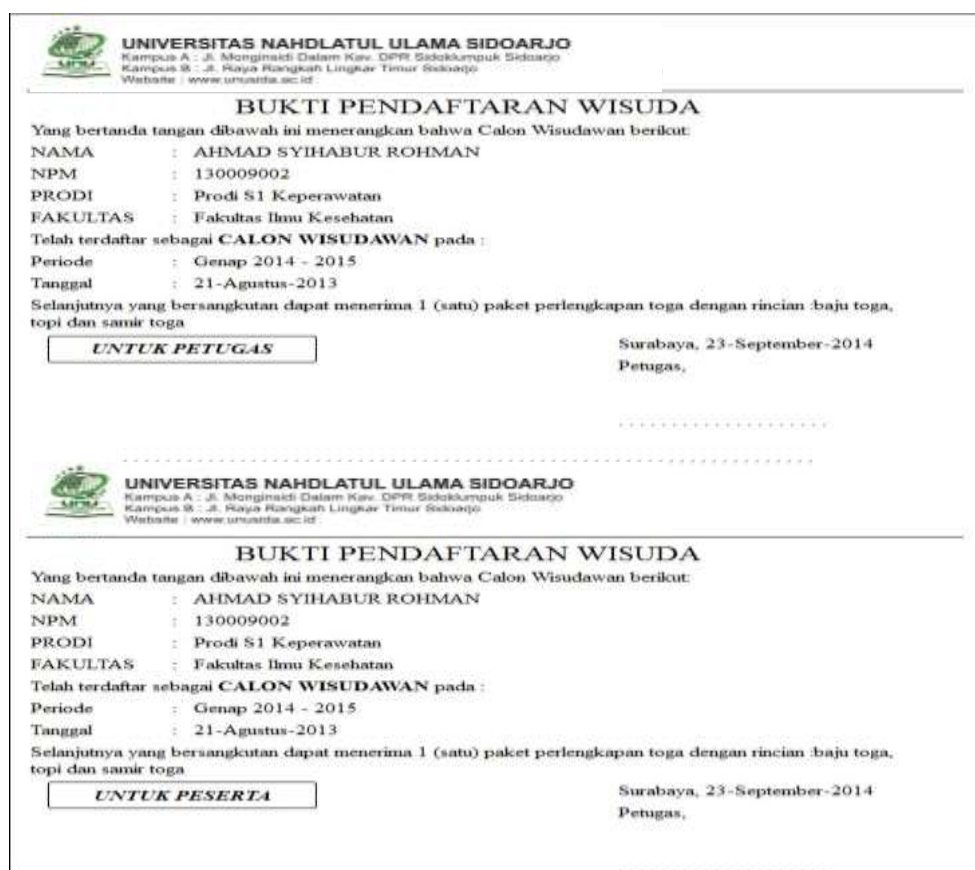 UNU
UNIVERSITAS NAHDLATUL ULAMA SIDOARJO
Kampus A : Jl. Monginsidi Dalam Kav. DPR Sidoklumpuk Sidoarjo
Kampus B : Jl. Raya Rangkah Lingkar Timur Sidoarjo
Website : www.unusida.ac.id
BUKTI PENDAFTARAN WISUDA
Yang bertanda tangan dibawah ini menerangkan bahwa Calon Wisudawan berikut:
NAMA : AHMAD SYIHABUR ROHMAN
NPM : 130009002
PRODI : Prodi S1 Keperawatan
FAKULTAS : Fakultas Ilmu Kesehatan
Telah terdaftar sebagai CALON WISUDAWAN pada :
Periode : Genap 2014 - 2015
Tanggal : 21-Agustus-2013
Selanjutnya yang bersangkutan dapat menerima 1 (satu) paket perlengkapan toga dengan rincian :baju toga,
topi dan samir toga
UNTUK PETUGAS
Surabaya, 23-September-2014
Petugas,
UNU
UNIVERSITAS NAHDLATUL ULAMA SIDOARJO
Kampus A : Jl. Monginsidi Dalam Kav. DPR Sidoklumpuk Sidoarjo
Kampus B : Jl. Raya Rangkah Lingkar Timur Sidoarjo
Website : www.unusida.ac.id
BUKTI PENDAFTARAN WISUDA
Yang bertanda tangan dibawah ini menerangkan bahwa Calon Wisudawan berikut:
NAMA : AHMAD SYIHABUR ROHMAN
NPM : 130009002
PRODI : Prodi S1 Keperawatan
FAKULTAS : Fakultas Ilmu Kesehatan
Telah terdaftar sebagai CALON WISUDAWAN pada :
Periode : Genap 2014 - 2015
Tanggal : 21-Agustus-2013
Selanjutnya yang bersangkutan dapat menerima 1 (satu) paket perlengkapan toga dengan rincian :baju toga,
topi dan samir toga
UNTUK PESERTA
Surabaya, 23-September-2014
Petugas,